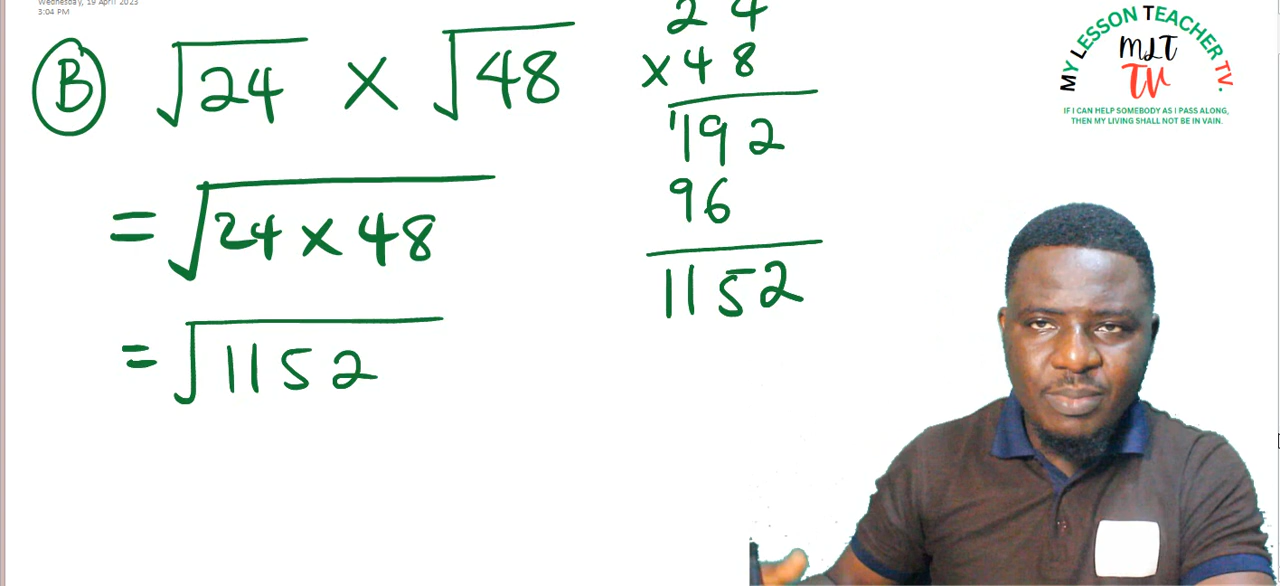 Wednesday, 19 April 2023
3:04 PM
B √24 × √48
= √24 × 48
= √1152
24
×48
192
96
1152
MY LESSON TEACHER TV.
MLT
TV
IF I CAN HELP SOMEBODY AS I PASS ALONG,
THEN MY LIVING SHALL NOT BE IN VAIN.